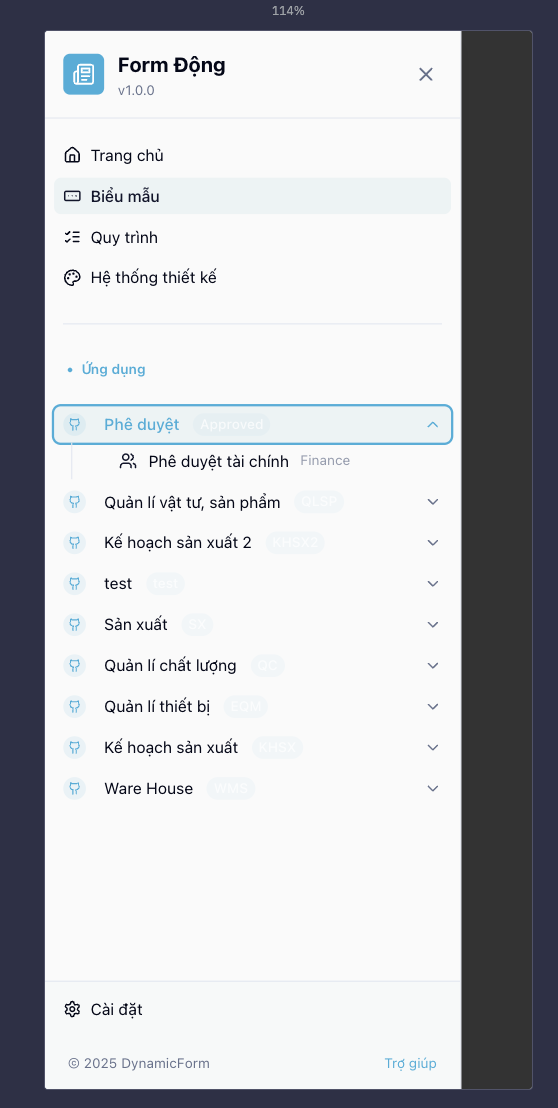 114%
Form Động
v1.0.0
Trang chủ
Biểu mẫu
Quy trình
Hệ thống thiết kế
• Ứng dụng
Phê duyệt Approved
Phê duyệt tài chính Finance
Quản lí vật tư, sản phẩm QLSP
Kế hoạch sản xuất 2 KHSX2
test test
Sản xuất SX
Quản lí chất lượng QC
Quản lí thiết bị EQM
Kế hoạch sản xuất KHSX
Ware House WMS
Cài đặt
© 2025 DynamicForm Trợ giúp